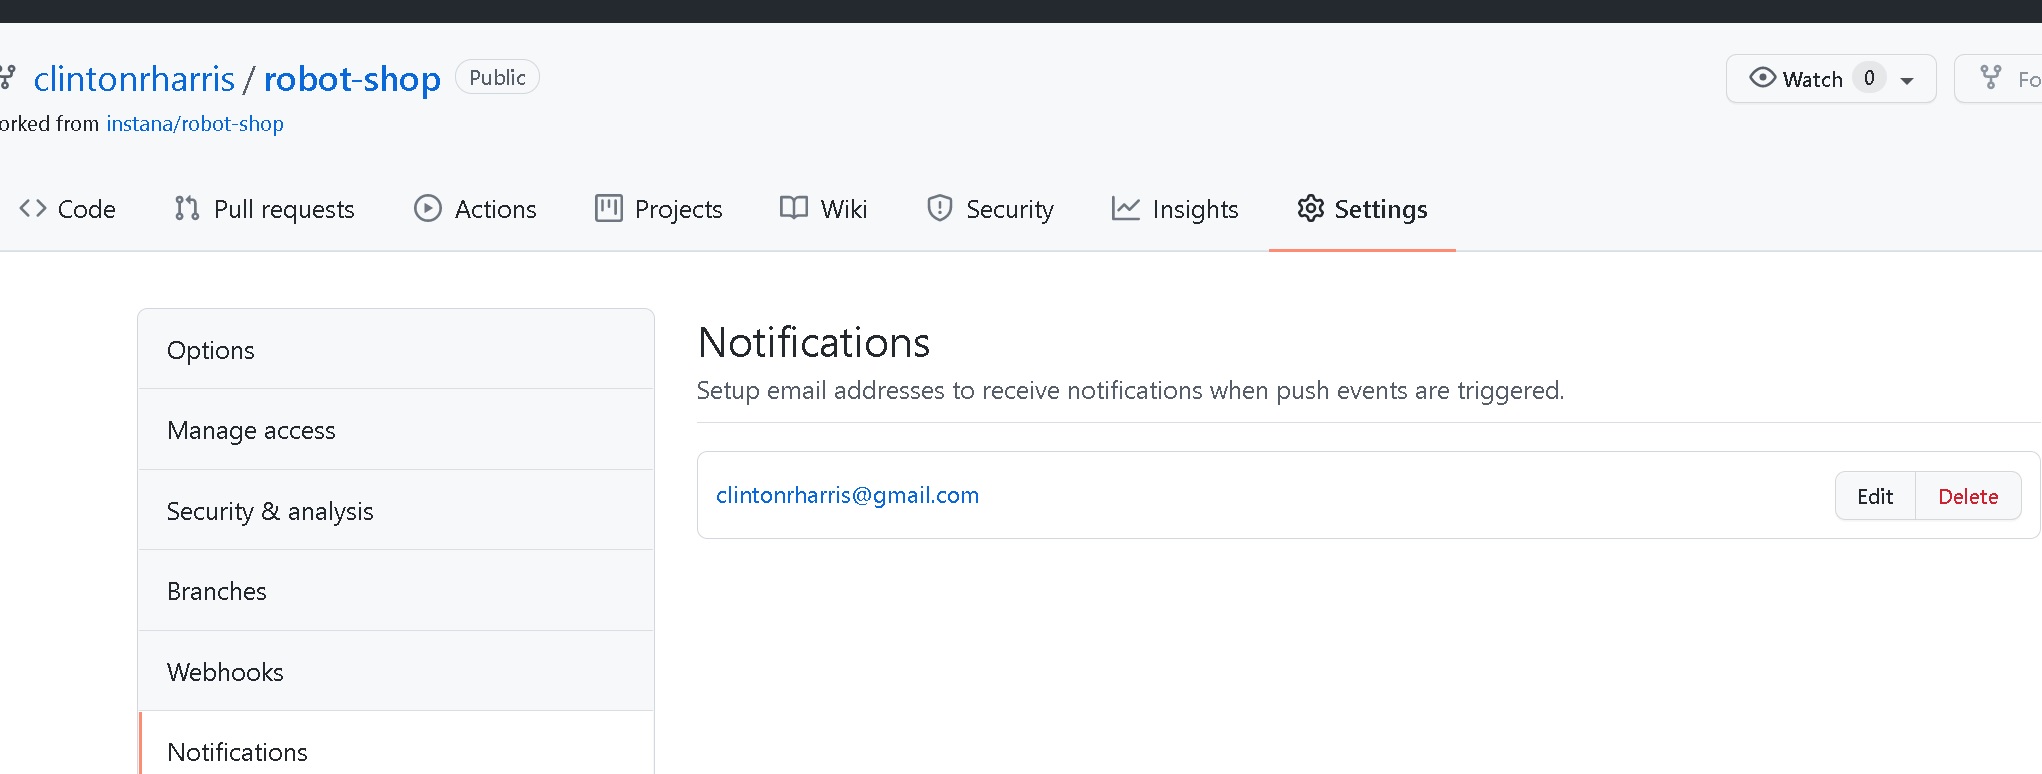 clintonrharris / robot-shop Public
Watch 0
orked from instana/robot-shop
Code Pull requests Actions Projects Wiki Security Insights Settings
Options
Manage access
Security & analysis
Branches
Webhooks
Notifications
Notifications
Setup email addresses to receive notifications when push events are triggered.
clintonrharris@gmail.com Edit Delete